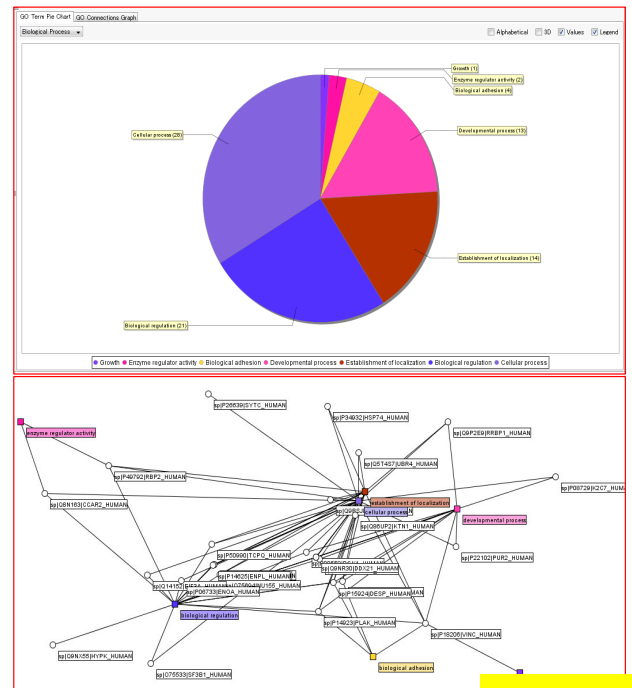 GO Term Pie Chart GO Connections Graph
Biological Process Alphabetical 3D Values Legend
Growth (1)
Enzyme regulator activity (2)
Biological adhesion (4)
Cellular process (28)
Developmental process (13)
Establishment of localization (14)
Biological regulation (21)
Growth Enzyme regulator activity Biological adhesion Developmental process Establishment of localization Biological regulation Cellular process
sp|P26639|SYTC_HUMAN
sp|P34932|HSP74_HUMAN
enzyme regulator activity
sp|Q9P2E9|RRBP1_HUMAN
sp|Q5T4S7|UBR4_HUMAN
sp|P49792|RBP2_HUMAN
sp|P08729|K2C7_HUM
sp|Q8N163|CCAR2_HUMAN
establishment of localization
cellular process
developmental process
sp|Q86UP2|KTN1_HUMAN
sp|P50990|TCPQ_HUMAN
sp|P22102|PUR2_HUMAN
sp|Q9NR30|DDX21_HUMAN
sp|P14625|ENPL_HUMAN
sp|P06733|ENOA_HUMAN
sp|P15924|DESP_HUMAN
biological regulation
sp|P14923|PLAK_HUMAN
sp|P18206|VINC_HUMAN
sp|Q9NX55|HYPK_HUMAN
biological adhesion
sp|O75533|SF3B1_HUMAN